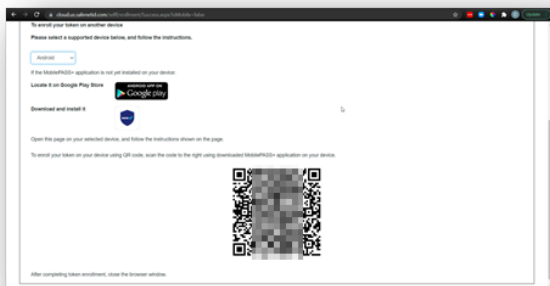 To enroll your token on another device
Please select a supported device below, and follow the instructions.
Android
If the MobilePASS+ application is not yet installed on your device:
Locate it on Google Play Store
ANDROID APP ON
Google play
Download and install it
Open this page on your selected device, and follow the instructions shown on the page.
To enroll your token on your device using QR code, scan the code to the right using downloaded MobilePASS+ application on your device.
After completing token enrollment, close the browser window.